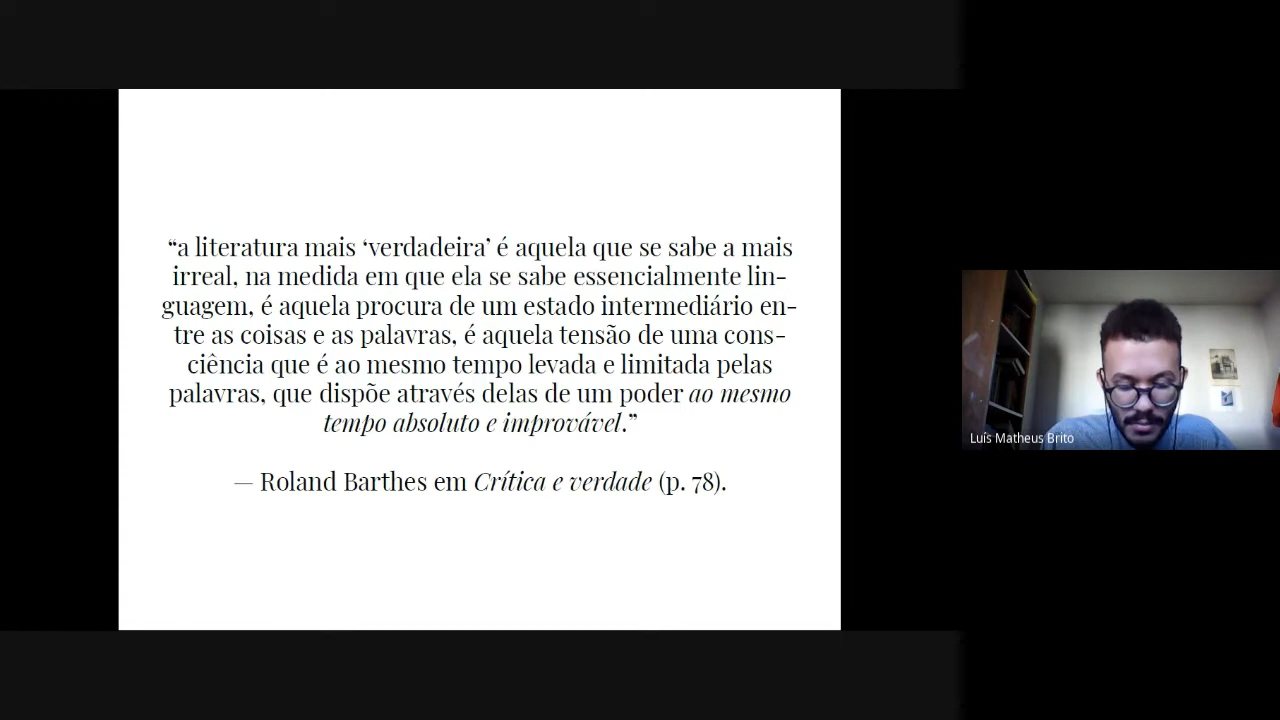 “a literatura mais ‘verdadeira’ é aquela que se sabe a mais
irreal, na medida em que ela se sabe essencialmente lin-
guagem, é aquela procura de um estado intermediário en-
tre as coisas e as palavras, é aquela tensão de uma cons-
ciência que é ao mesmo tempo levada e limitada pelas
palavras, que dispõe através delas de um poder ao mesmo
tempo absoluto e improvável.”
— Roland Barthes em Crítica e verdade (p. 78).
Luís Matheus Brito